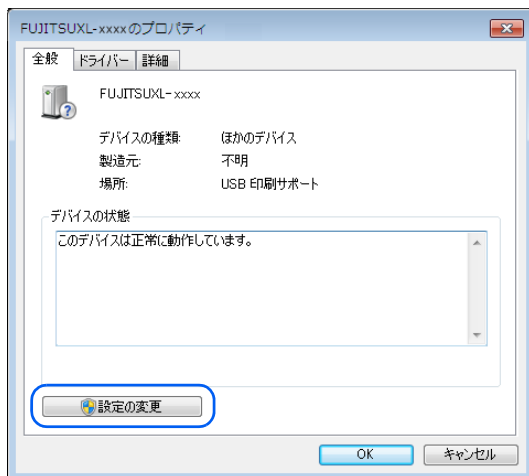 FUJITSUXL-xxxxのプロパティ
全般 ドライバー 詳細
FUJITSUXL-xxxx
デバイスの種類: ほかのデバイス
製造元: 不明
場所: USB 印刷サポート
デバイスの状態
このデバイスは正常に動作しています。
設定の変更
OK キャンセル